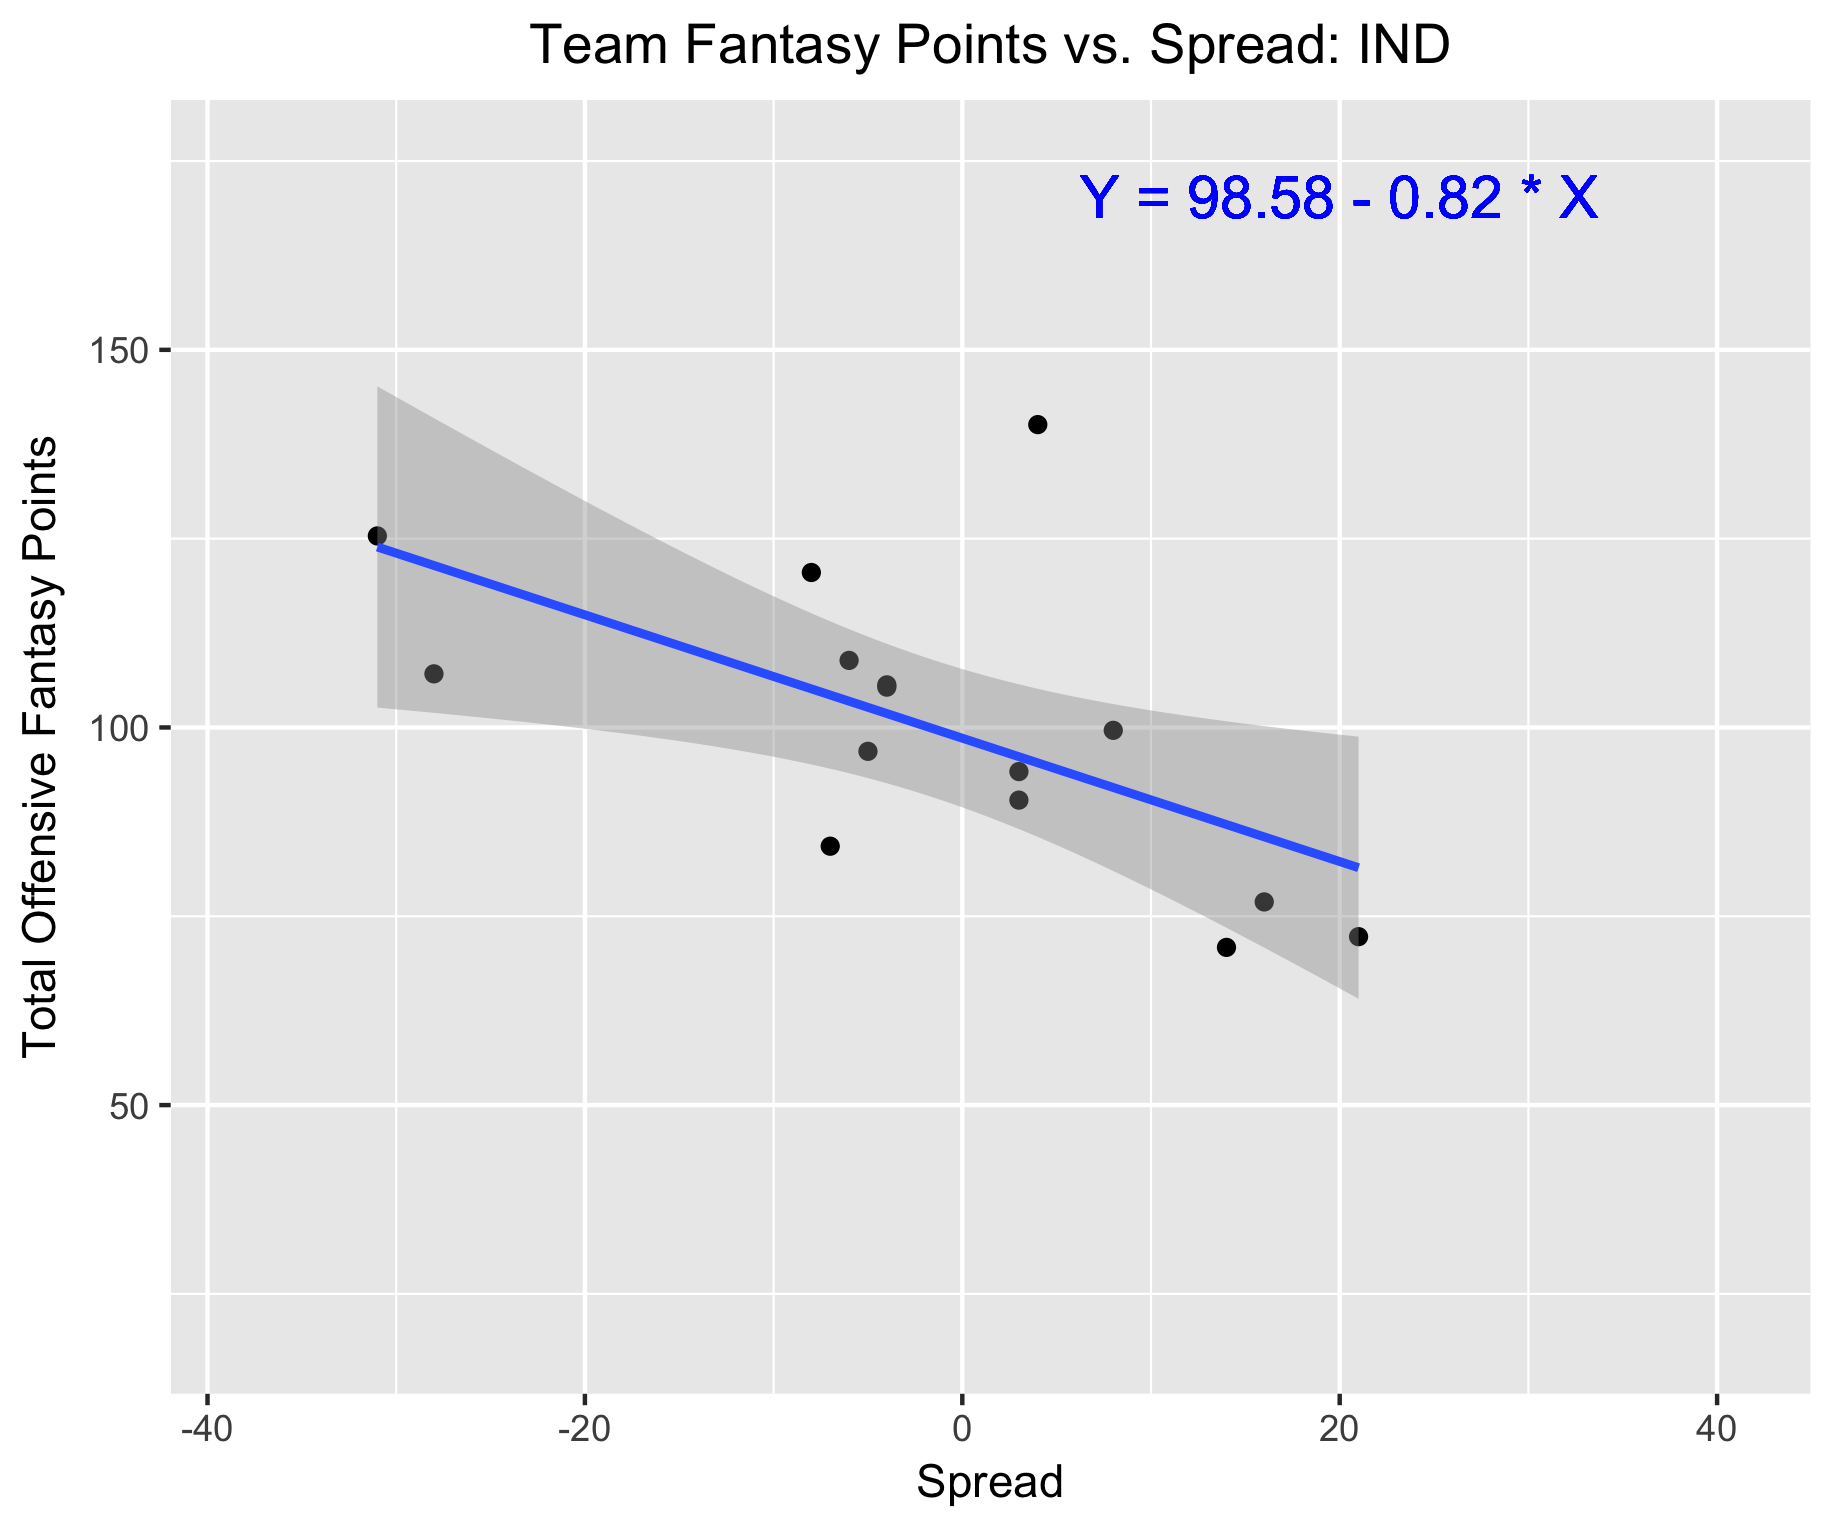 Team Fantasy Points vs. Spread: IND
Y = 98.58 - 0.82 * X
Total Offensive Fantasy Points
150
100
50
-40
-20
0
20
40
Spread